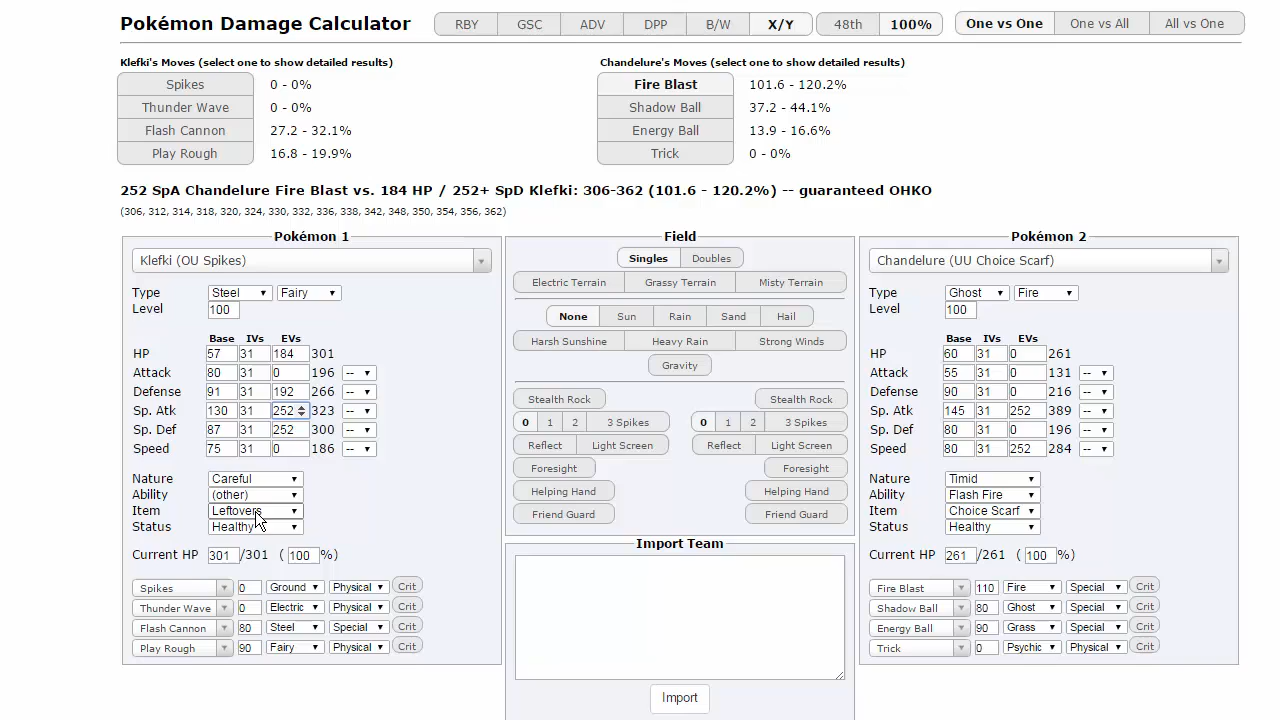 Pokémon Damage Calculator RBY GSC ADV DPP B/W X/Y 48th 100% One vs One One vs All All vs One
Klefki's Moves (select one to show detailed results) Chandelure's Moves (select one to show detailed results)
Spikes 0 - 0% Fire Blast 101.6 - 120.2%
Thunder Wave 0 - 0% Shadow Ball 37.2 - 44.1%
Flash Cannon 27.2 - 32.1% Energy Ball 13.9 - 16.6%
Play Rough 16.8 - 19.9% Trick 0 - 0%
252 SpA Chandelure Fire Blast vs. 184 HP / 252+ SpD Klefki: 306-362 (101.6 - 120.2%) -- guaranteed OHKO
(306, 312, 314, 318, 320, 324, 330, 332, 336, 338, 342, 348, 350, 354, 356, 362)
Pokémon 1
Klefki (OU Spikes)
Type Steel Fairy
Level 100
Base IVs EVs
HP 57 31 184 301
Attack 80 31 0 196 --
Defense 91 31 192 266 --
Sp. Atk 130 31 252 323 --
Sp. Def 87 31 252 300 --
Speed 75 31 0 186 --
Nature Careful
Ability (other)
Item Leftovers
Status Healthy
Current HP 301 /301 ( 100 %)
Spikes 0 Ground Physical Crit
Thunder Wave 0 Electric Physical Crit
Flash Cannon 80 Steel Special Crit
Play Rough 90 Fairy Physical Crit
Field
Singles Doubles
Electric Terrain Grassy Terrain Misty Terrain
None Sun Rain Sand Hail
Harsh Sunshine Heavy Rain Strong Winds
Gravity
Stealth Rock Stealth Rock
0 1 2 3 Spikes 0 1 2 3 Spikes
Reflect Light Screen Reflect Light Screen
Foresight Foresight
Helping Hand Helping Hand
Friend Guard Friend Guard
Import Team
Import
Pokémon 2
Chandelure (UU Choice Scarf)
Type Ghost Fire
Level 100
Base IVs EVs
HP 60 31 0 261
Attack 55 31 0 131 --
Defense 90 31 0 216 --
Sp. Atk 145 31 252 389 --
Sp. Def 80 31 0 196 --
Speed 80 31 252 284 --
Nature Timid
Ability Flash Fire
Item Choice Scarf
Status Healthy
Current HP 261 /261 ( 100 %)
Fire Blast 110 Fire Special Crit
Shadow Ball 80 Ghost Special Crit
Energy Ball 90 Grass Special Crit
Trick 0 Psychic Physical Crit